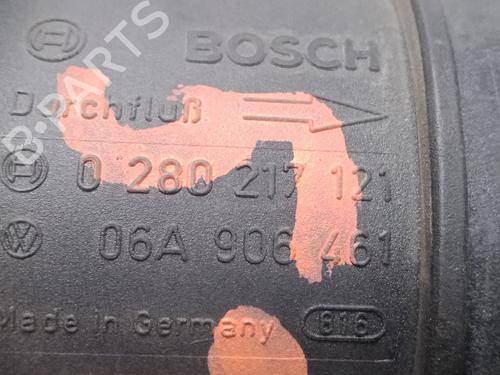 BOSCH
B-PARTS
Durchfluß
0 280 217 121
06A 906 461
Made in Germany 816